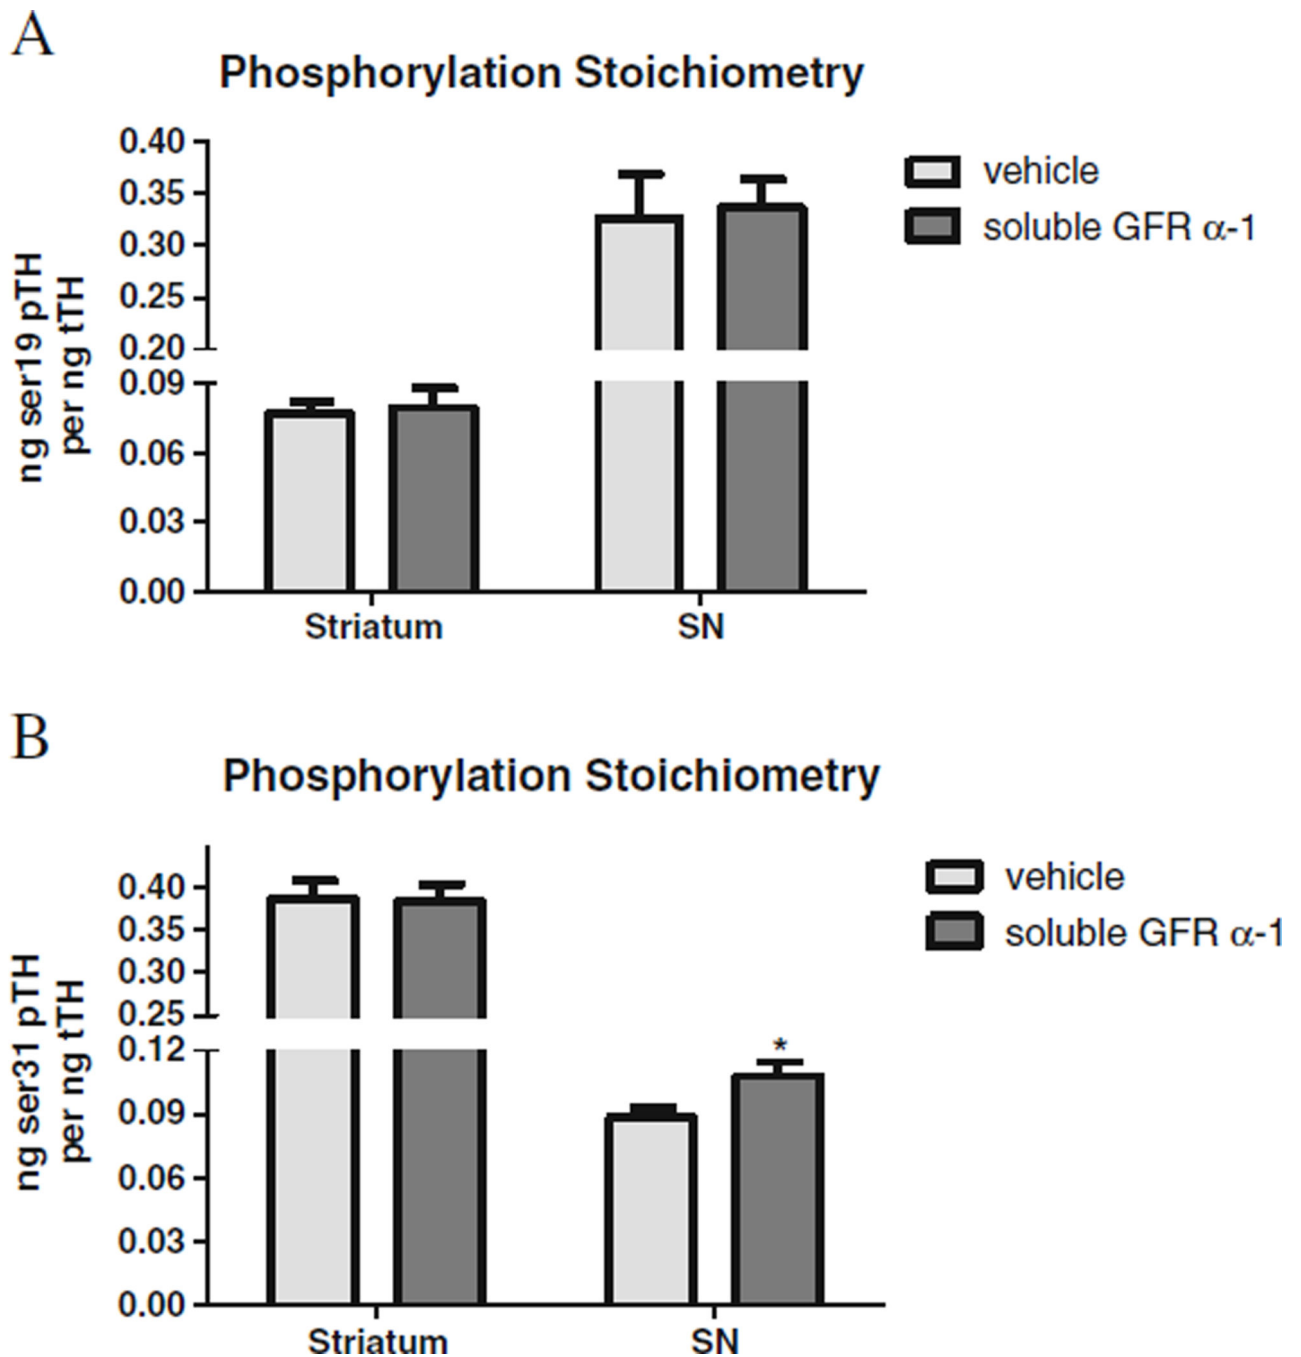 A
Phosphorylation Stoichiometry
0.40
0.35
0.30
0.25
0.20
0.09
0.06
0.03
0.00
ng ser19 pTH
per ng tTH
Striatum
SN
vehicle
soluble GFR α-1
B
Phosphorylation Stoichiometry
0.40
0.35
0.30
0.25
0.12
0.09
0.06
0.03
0.00
ng ser31 pTH
per ng tTH
*
Striatum
SN
vehicle
soluble GFR α-1